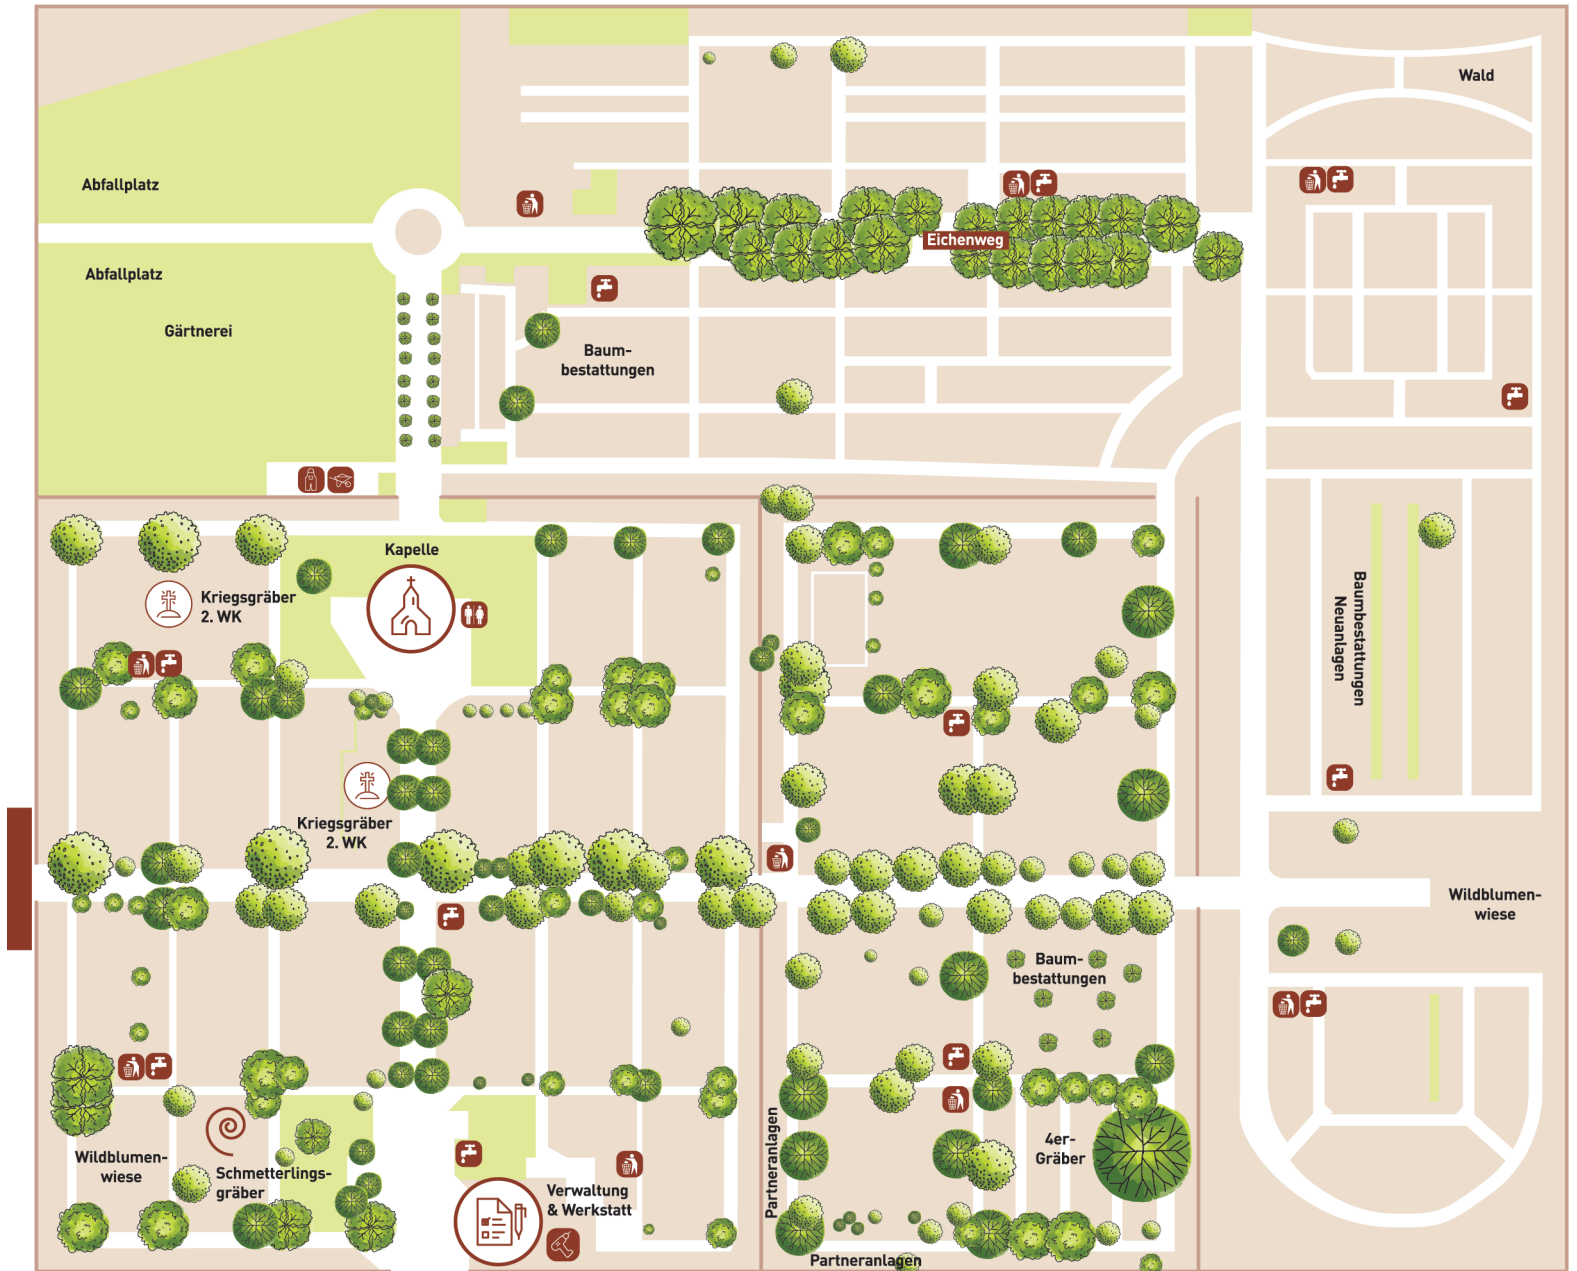 Wald
Abfallplatz
Eichenweg
Abfallplatz
Gärtnerei
Baum-
bestattungen
Kapelle
Kriegsgräber
2. WK
Baumbestattungen
Neuanlagen
Kriegsgräber
2. WK
Wildblumen-
wiese
Baum-
bestattungen
Partneranlagen
4er-
Gräber
Wildblumen-
wiese
Schmetterlings-
gräber
Verwaltung
& Werkstatt
Partneranlagen